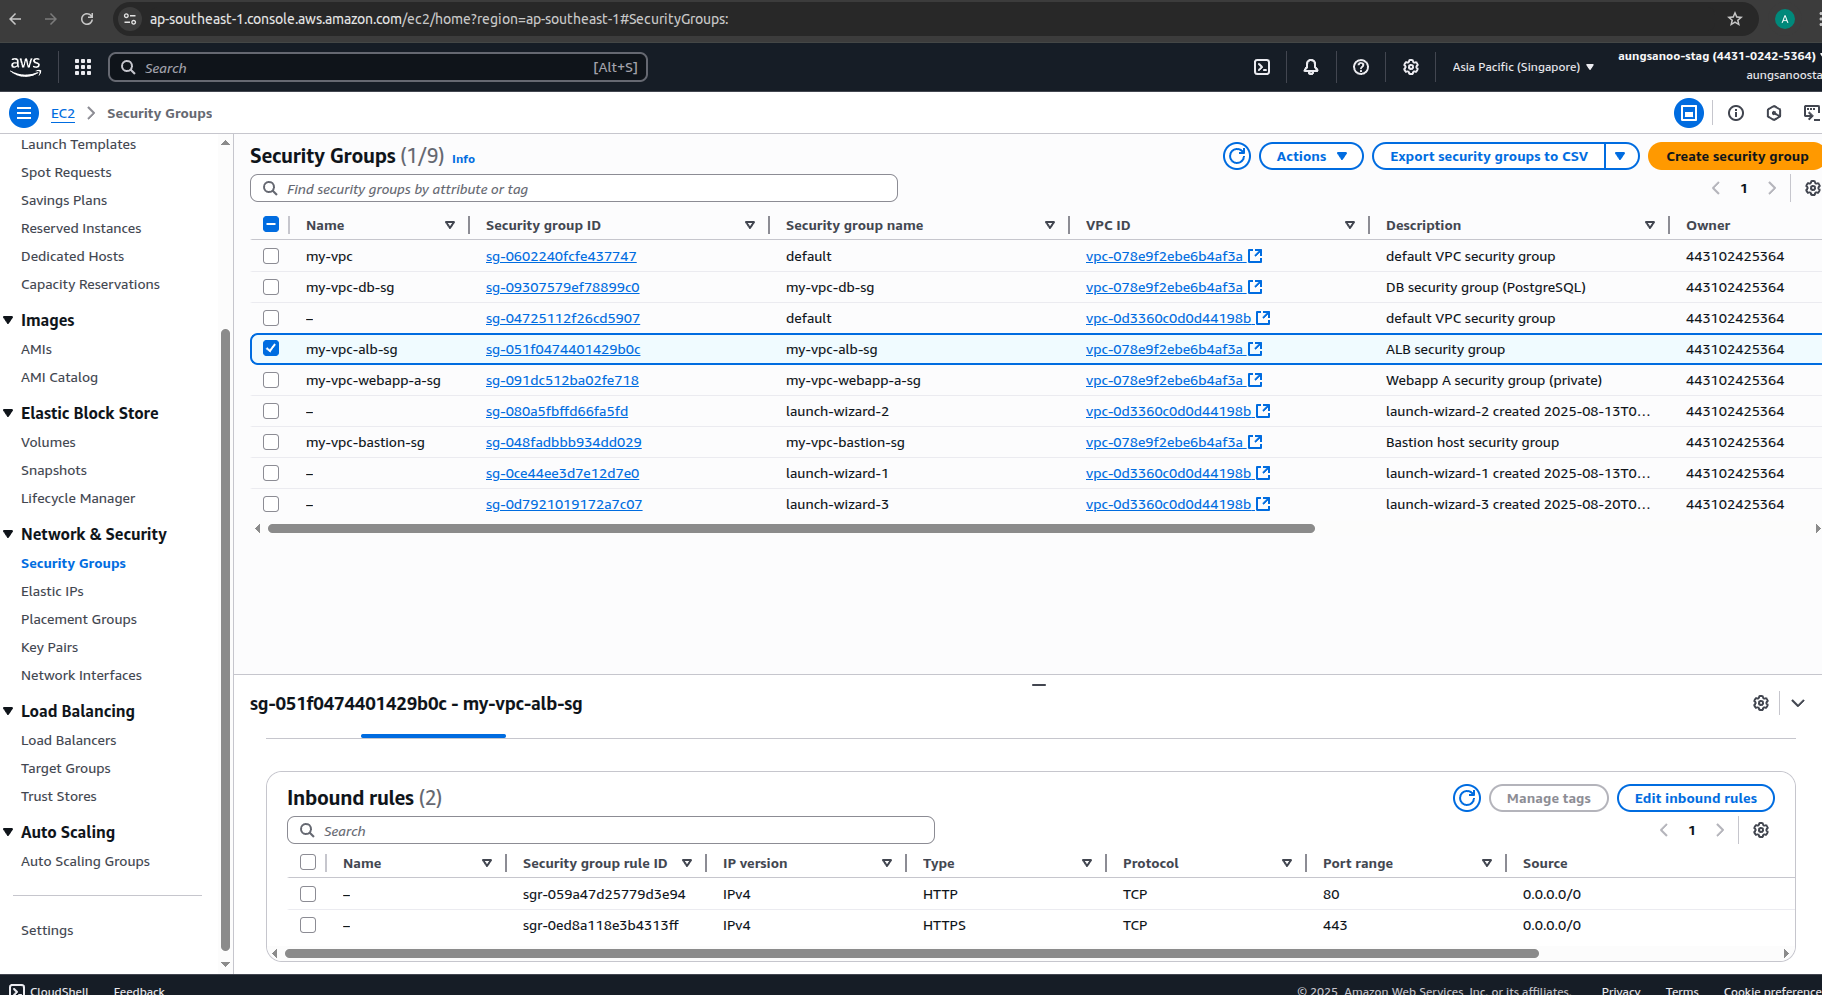 ap-southeast-1.console.aws.amazon.com/ec2/home?region=ap-southeast-1#SecurityGroups:
A
aws
Search [Alt+S]
Asia Pacific (Singapore)
aungsanoo-stag (4431-0242-5364)
aungsanoosta
EC2 Security Groups
Launch Templates
Spot Requests
Savings Plans
Reserved Instances
Dedicated Hosts
Capacity Reservations
Images
AMIs
AMI Catalog
Elastic Block Store
Volumes
Snapshots
Lifecycle Manager
Network & Security
Security Groups
Elastic IPs
Placement Groups
Key Pairs
Network Interfaces
Load Balancing
Load Balancers
Target Groups
Trust Stores
Auto Scaling
Auto Scaling Groups
Settings
Security Groups (1/9) Info
Actions
Export security groups to CSV
Create security group
Find security groups by attribute or tag
1
Name Security group ID Security group name VPC ID Description Owner
my-vpc sg-0602240fcfe437747 default vpc-078e9f2ebe6b4af3a default VPC security group 443102425364
my-vpc-db-sg sg-09307579ef78899c0 my-vpc-db-sg vpc-078e9f2ebe6b4af3a DB security group (PostgreSQL) 443102425364
– sg-04725112f26cd5907 default vpc-0d3360c0d0d44198b default VPC security group 443102425364
my-vpc-alb-sg sg-051f0474401429b0c my-vpc-alb-sg vpc-078e9f2ebe6b4af3a ALB security group 443102425364
my-vpc-webapp-a-sg sg-091dc512ba02fe718 my-vpc-webapp-a-sg vpc-078e9f2ebe6b4af3a Webapp A security group (private) 443102425364
– sg-080a5fbffd66fa5fd launch-wizard-2 vpc-0d3360c0d0d44198b launch-wizard-2 created 2025-08-13T0... 443102425364
my-vpc-bastion-sg sg-048fadbbb934dd029 my-vpc-bastion-sg vpc-078e9f2ebe6b4af3a Bastion host security group 443102425364
– sg-0ce44ee3d7e12d7e0 launch-wizard-1 vpc-0d3360c0d0d44198b launch-wizard-1 created 2025-08-13T0... 443102425364
– sg-0d7921019172a7c07 launch-wizard-3 vpc-0d3360c0d0d44198b launch-wizard-3 created 2025-08-20T0... 443102425364
sg-051f0474401429b0c - my-vpc-alb-sg
Inbound rules (2)
Manage tags
Edit inbound rules
Search
1
Name Security group rule ID IP version Type Protocol Port range Source
– sgr-059a47d25779d3e94 IPv4 HTTP TCP 80 0.0.0.0/0
– sgr-0ed8a118e3b4313ff IPv4 HTTPS TCP 443 0.0.0.0/0
CloudShell Feedback © 2025, Amazon Web Services, Inc. or its affiliates. Privacy Terms Cookie preference